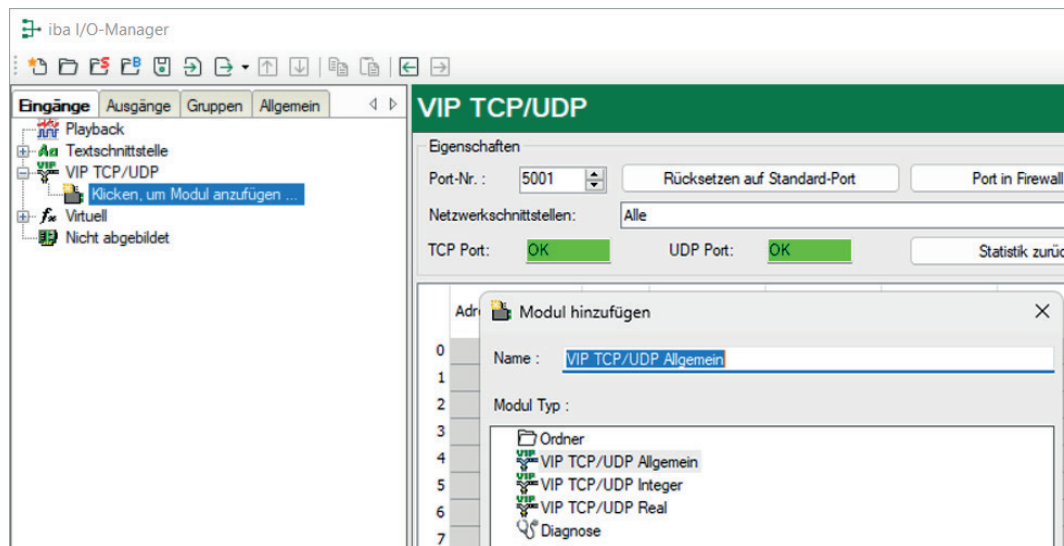 iba I/O-Manager
Eingänge Ausgänge Gruppen Allgemein
Playback
Textschnittstelle
VIP TCP/UDP
Klicken, um Modul anzufügen ...
Virtuell
Nicht abgebildet
VIP TCP/UDP
Eigenschaften
Port-Nr. : 5001 Rücksetzen auf Standard-Port Port in Firewall
Netzwerkschnittstellen: Alle
TCP Port: OK UDP Port: OK Statistik zurüc
Adre
0
1
2
3
4
5
6
7
Modul hinzufügen
Name : VIP TCP/UDP Allgemein
Modul Typ :
Ordner
VIP TCP/UDP Allgemein
VIP TCP/UDP Integer
VIP TCP/UDP Real
Diagnose